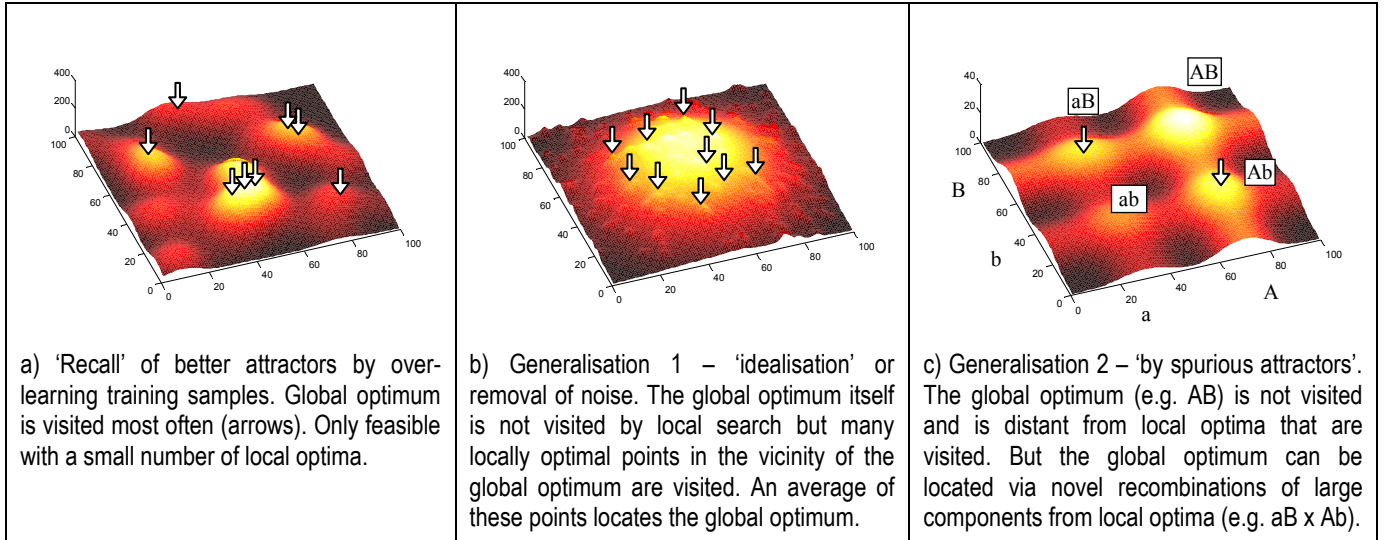 400
200
0
100
80
60
40
20
0
0
20
40
60
80
100
a) ‘Recall’ of better attractors by over-
learning training samples. Global optimum
is visited most often (arrows). Only feasible
with a small number of local optima.
400
200
0
100
80
60
40
20
0
0
20
40
60
80
100
b) Generalisation 1 – ‘idealisation’ or
removal of noise. The global optimum itself
is not visited by local search but many
locally optimal points in the vicinity of the
global optimum are visited. An average of
these points locates the global optimum.
40
20
0
100
80
60
40
20
0
0
20
40
60
80
100
AB
aB
Ab
ab
B
b
A
a
c) Generalisation 2 – ‘by spurious attractors’.
The global optimum (e.g. AB) is not visited
and is distant from local optima that are
visited. But the global optimum can be
located via novel recombinations of large
components from local optima (e.g. aB x Ab).